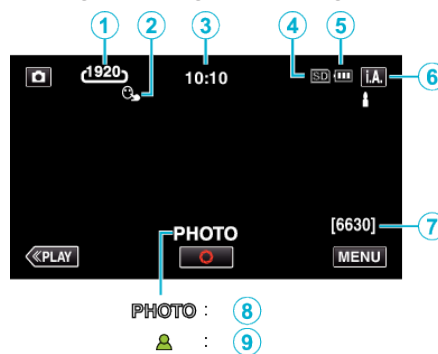 ① ② ③ ④ ⑤
1920 10:10 SD i.A. ⑥
[6630] ⑦
PHOTO
≪PLAY MENU
PHOTO : ⑧
: ⑨